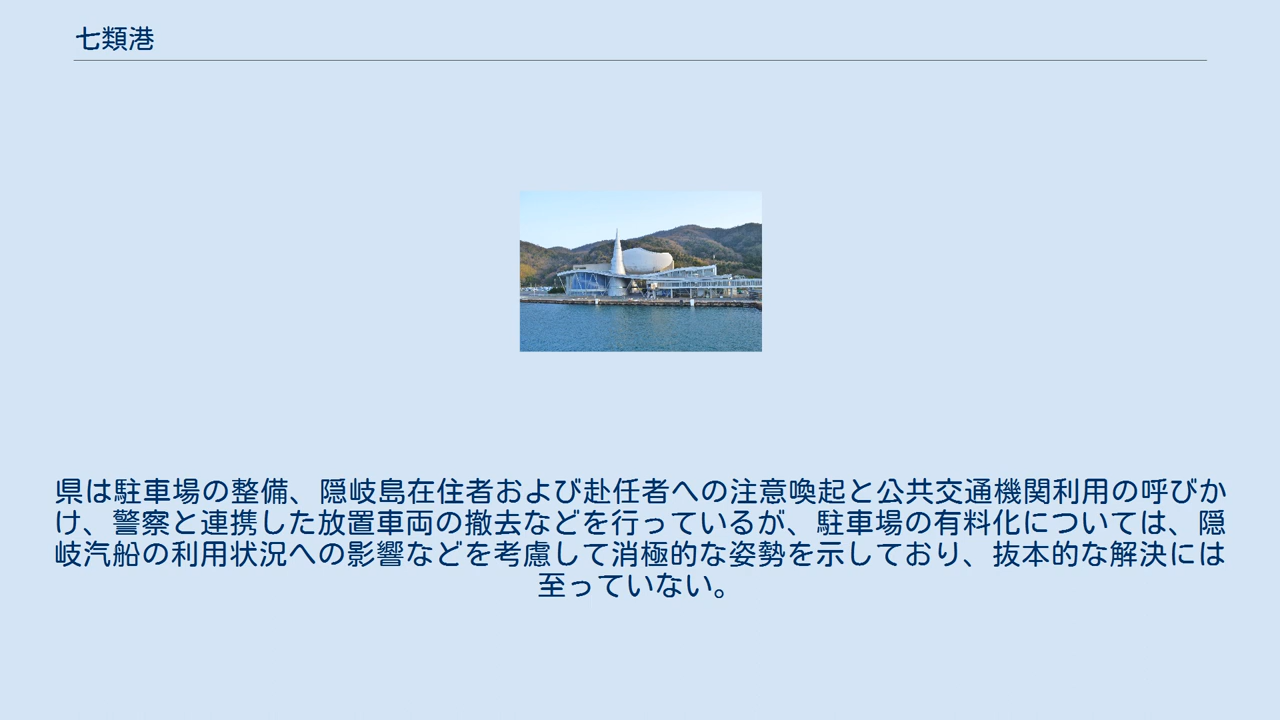 七類港
県は駐車場の整備、隠岐島在住者および赴任者への注意喚起と公共交通機関利用の呼びか
け、警察と連携した放置車両の撤去などを行っているが、駐車場の有料化については、隠
岐汽船の利用状況への影響などを考慮して消極的な姿勢を示しており、抜本的な解決には
至っていない。